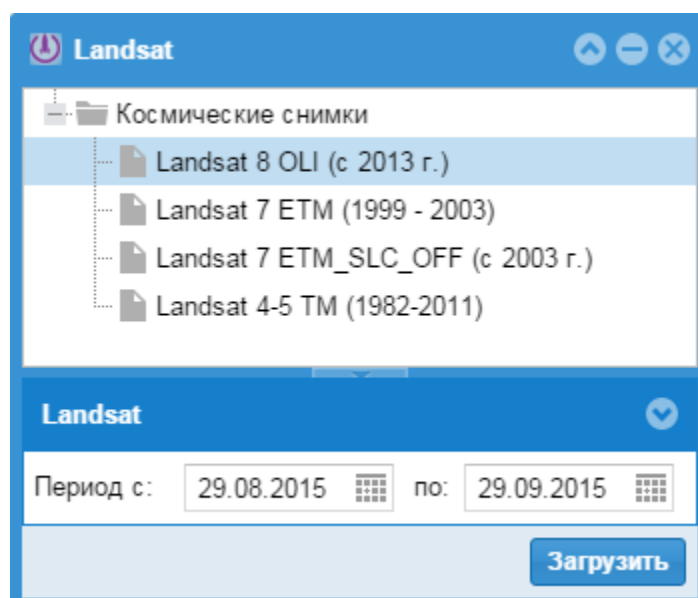 Landsat
Космические снимки
Landsat 8 OLI (с 2013 г.)
Landsat 7 ETM (1999 - 2003)
Landsat 7 ETM_SLC_OFF (с 2003 г.)
Landsat 4-5 TM (1982-2011)
Landsat
Период с: 29.08.2015 по: 29.09.2015
Загрузить